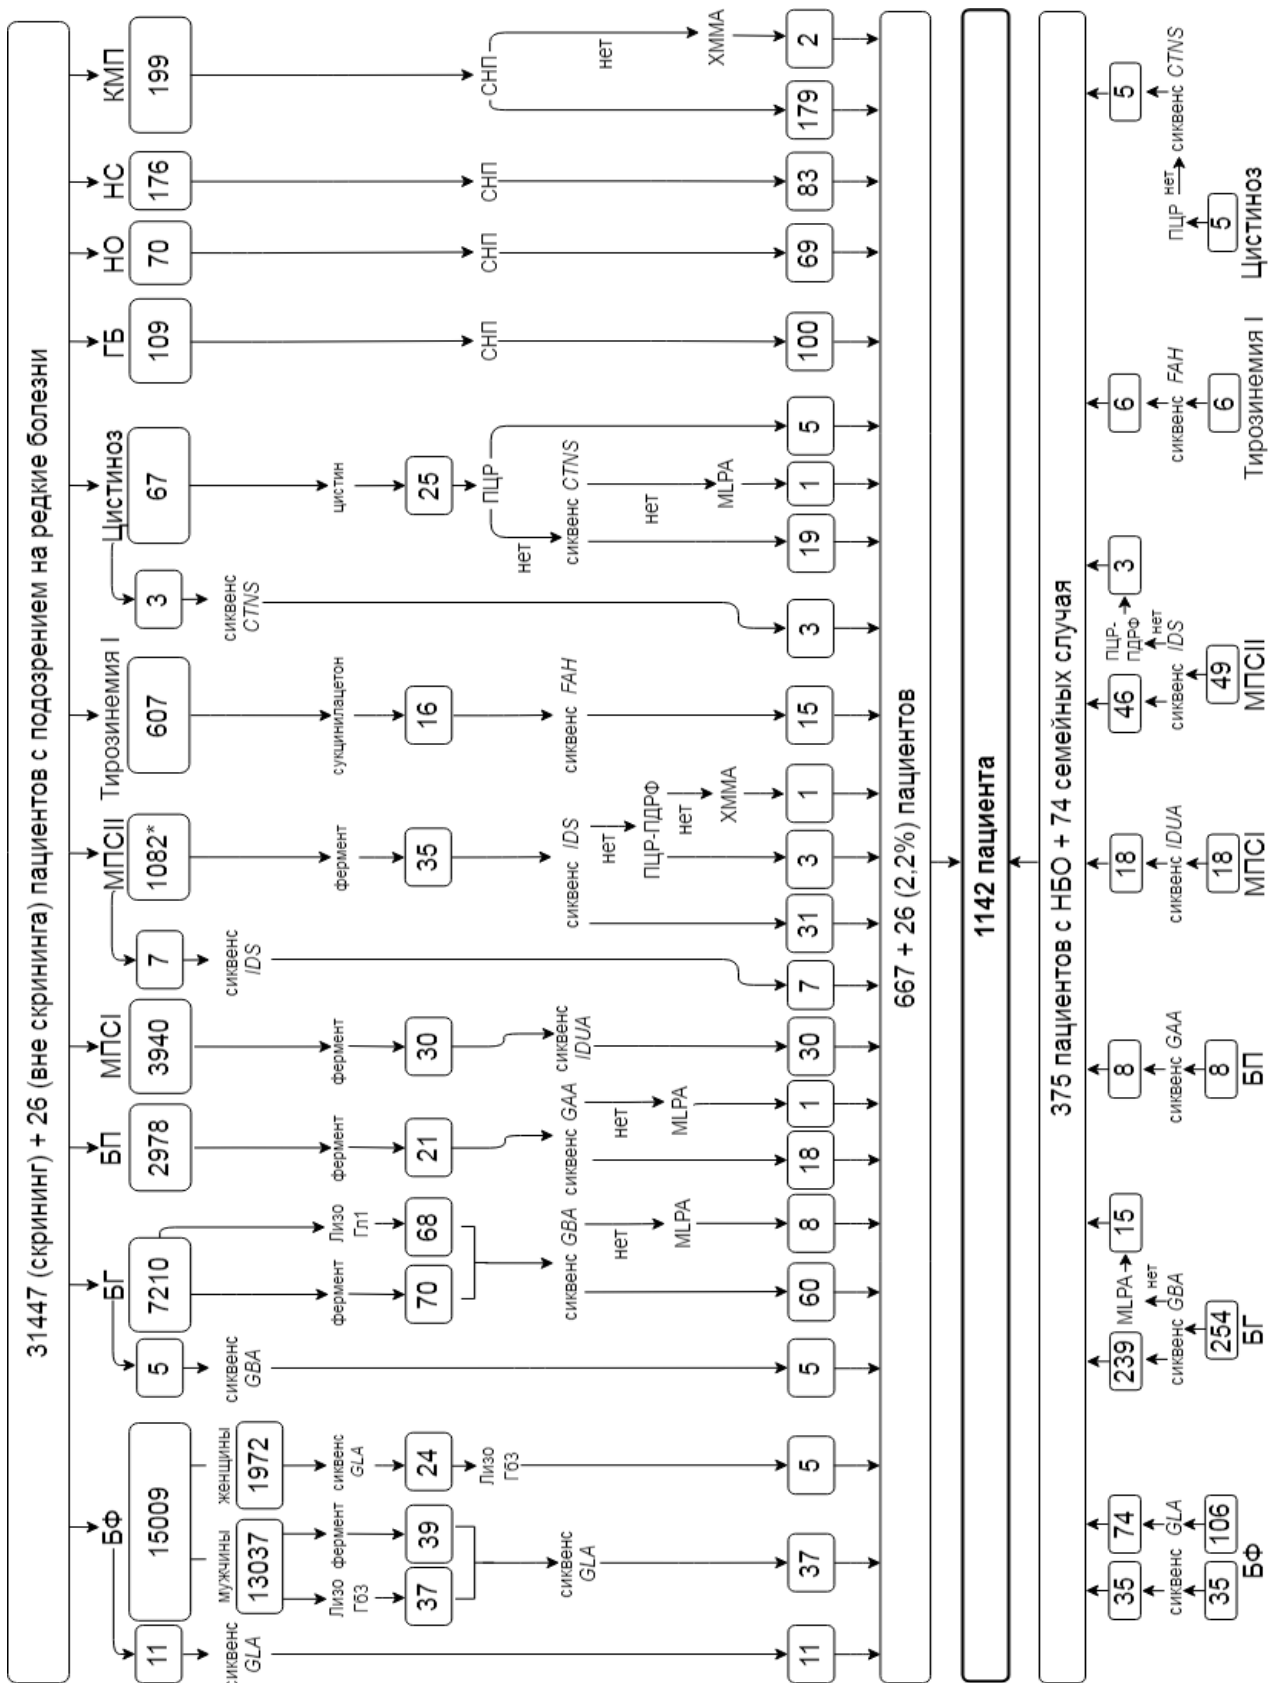 31447 (скрининг) + 26 (вне скрининга) пациентов с подозрением на редкие болезни
БФ
БГ
БП
МПСI
МПСII
Тирозинемия I
Цистиноз
ГБ
НО
НС
КМП
11
15009
5
7210
2978
3940
7
1082*
607
3
67
109
70
176
199
сиквенс
GLA
мужчины
женщины
13037
1972
Лизо
Гб3
фермент
сиквенс
GLA
37
39
24
Лизо
Гб3
сиквенс
GLA
сиквенс
GBA
фермент
Лизо
Гл1
70
68
сиквенс GBA
нет
MLPA
фермент
21
сиквенс GAA
нет
MLPA
фермент
30
сиквенс
IDUA
сиквенс
IDS
фермент
35
сиквенс IDS
нет
ПЦР-ПДРФ
нет
ХММА
сукцинилацетон
16
сиквенс FAH
сиквенс
CTNS
цистин
25
ПЦР
нет
сиквенс CTNS
нет
MLPA
СНП
СНП
СНП
СНП
нет
ХММА
11
37
5
5
60
8
18
1
30
7
31
3
1
15
3
19
1
5
100
69
83
179
2
667 + 26 (2,2%) пациентов
1142 пациента
375 пациентов с НБО + 74 семейных случая
35
74
239
MLPA
15
8
18
46
ПЦР-
ПДРФ
3
6
5
сиквенс GLA
сиквенс GBA
нет
сиквенс GAA
сиквенс IDUA
сиквенс IDS
нет
сиквенс FAH
ПЦР
нет
сиквенс CTNS
35
106
254
8
18
49
6
5
БФ
БГ
БП
МПСI
МПСII
Тирозинемия I
Цистиноз